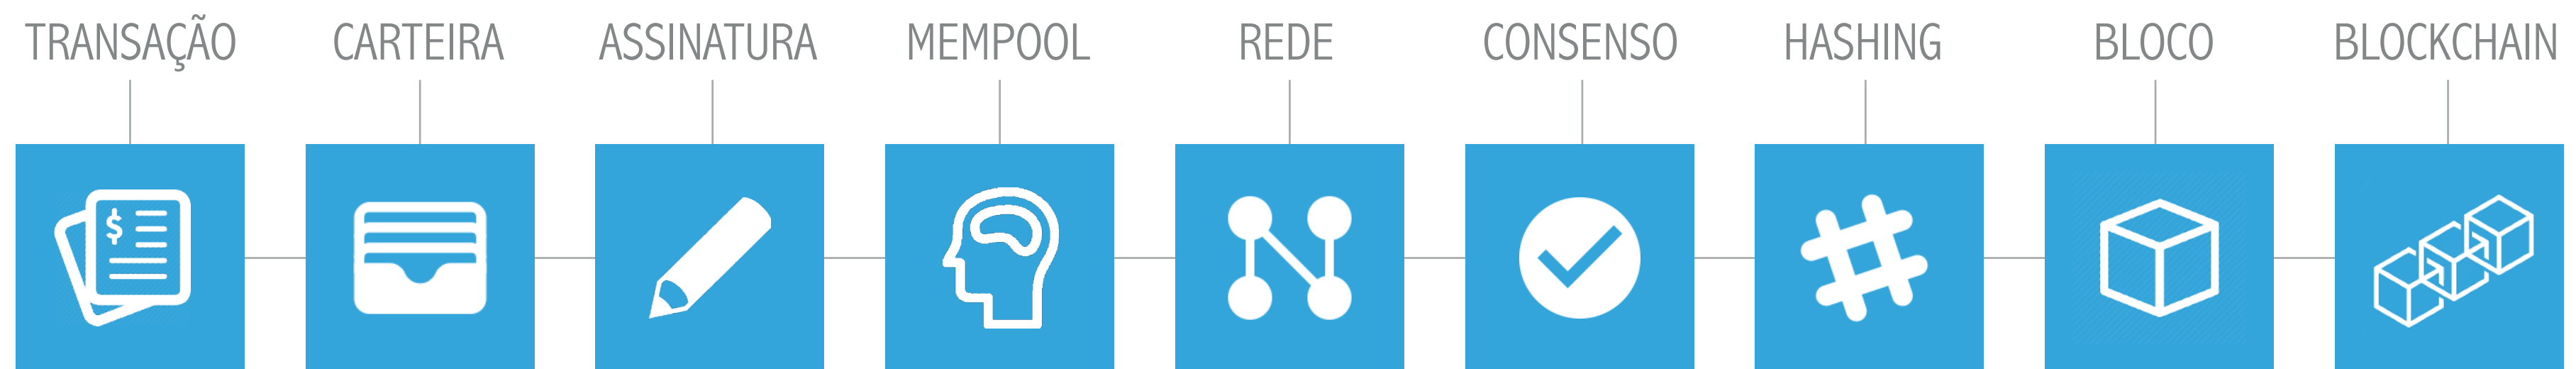 TRANSAÇÃO CARTEIRA ASSINATURA MEMPOOL REDE CONSENSO HASHING BLOCO BLOCKCHAIN
$